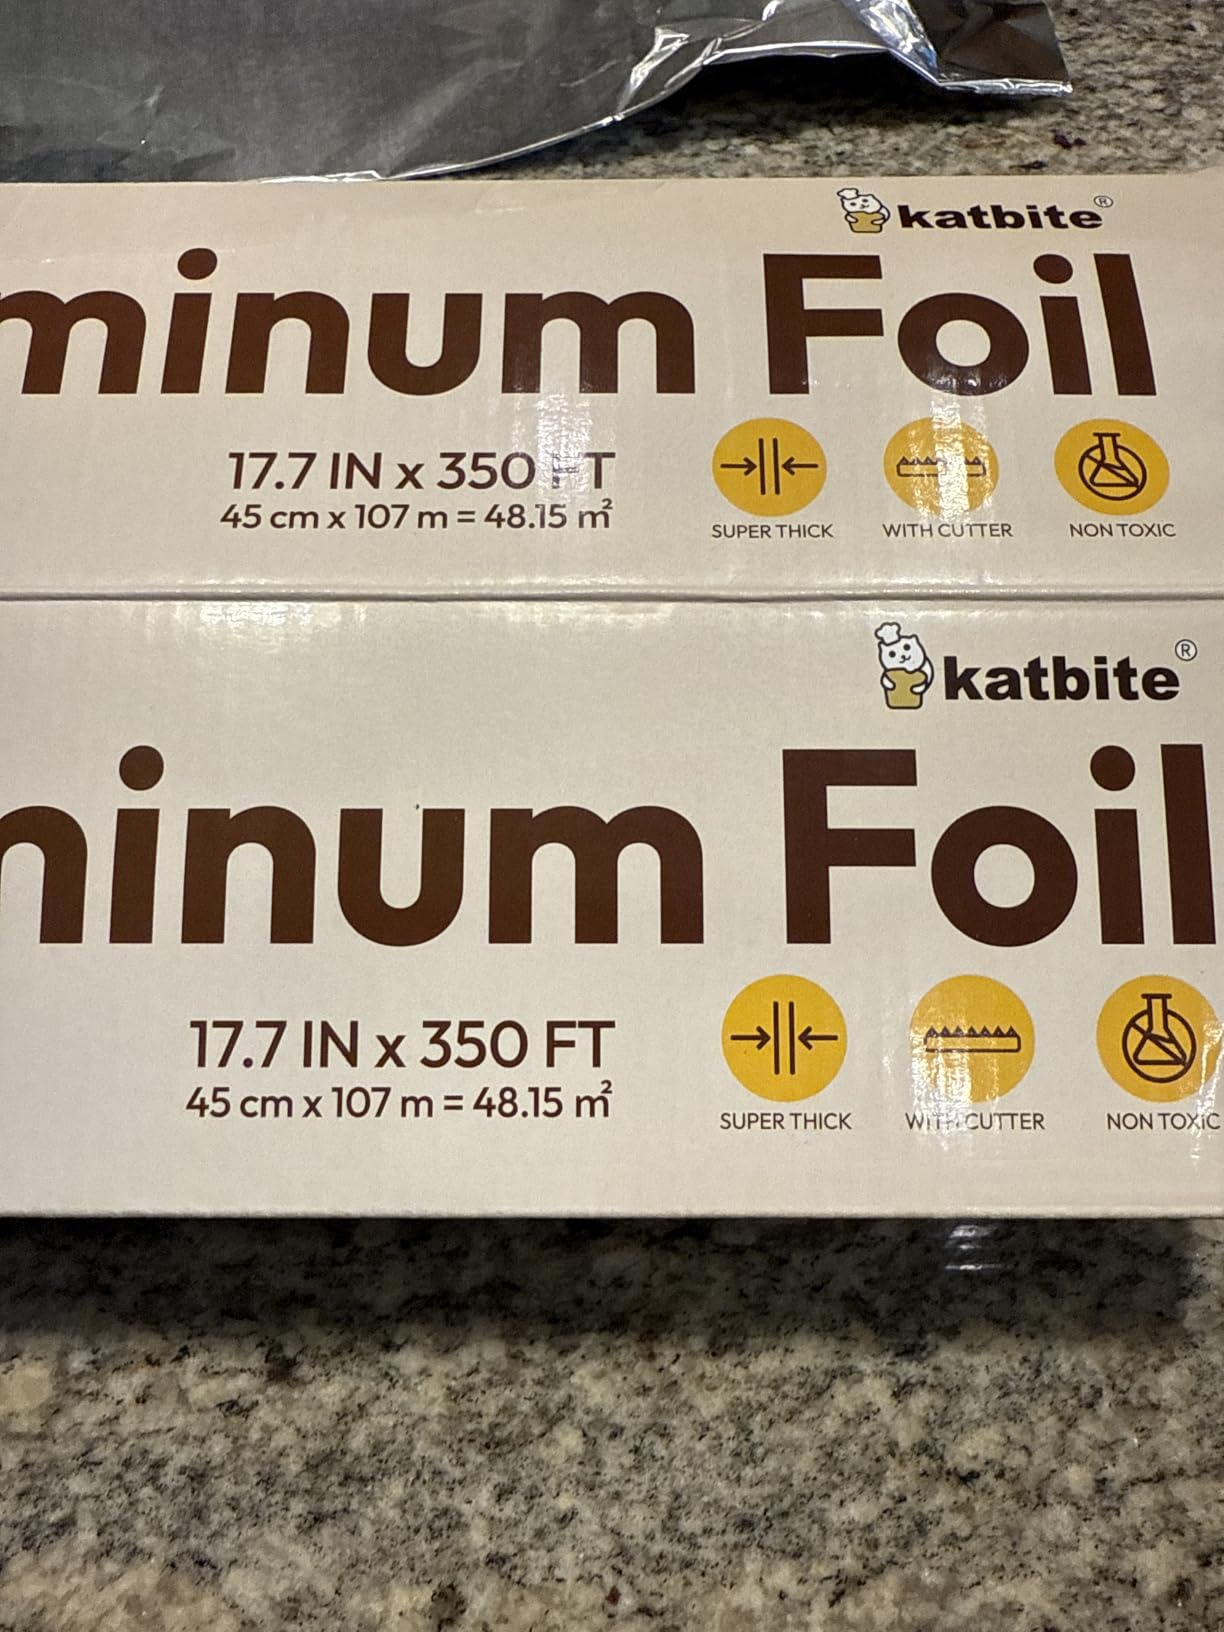 katbite®
minum Foil
17.7 IN x 350 FT
45 cm x 107 m = 48.15 m²
SUPER THICK
WITH CUTTER
NON TOXIC
katbite®
ninum Foil
17.7 IN x 350 FT
45 cm x 107 m = 48.15 m²
SUPER THICK
WITH CUTTER
NON TOXIC